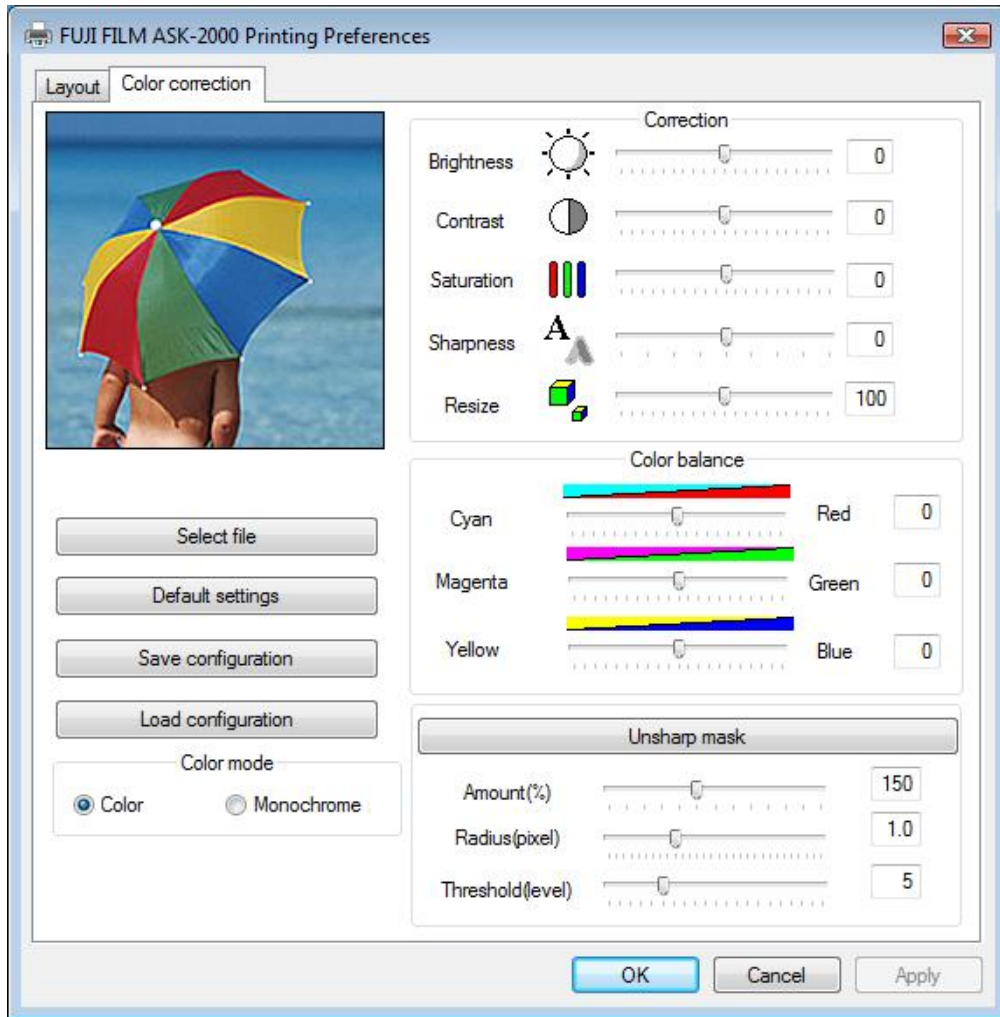 FUJI FILM ASK-2000 Printing Preferences
Layout
Color correction
Correction
Brightness 0
Contrast 0
Saturation 0
Sharpness A A 0
Resize 100
Color balance
Cyan Red 0
Magenta Green 0
Yellow Blue 0
Select file
Default settings
Save configuration
Load configuration
Color mode
Color Monochrome
Unsharp mask
Amount(%) 150
Radius(pixel) 1.0
Threshold(level) 5
OK Cancel Apply